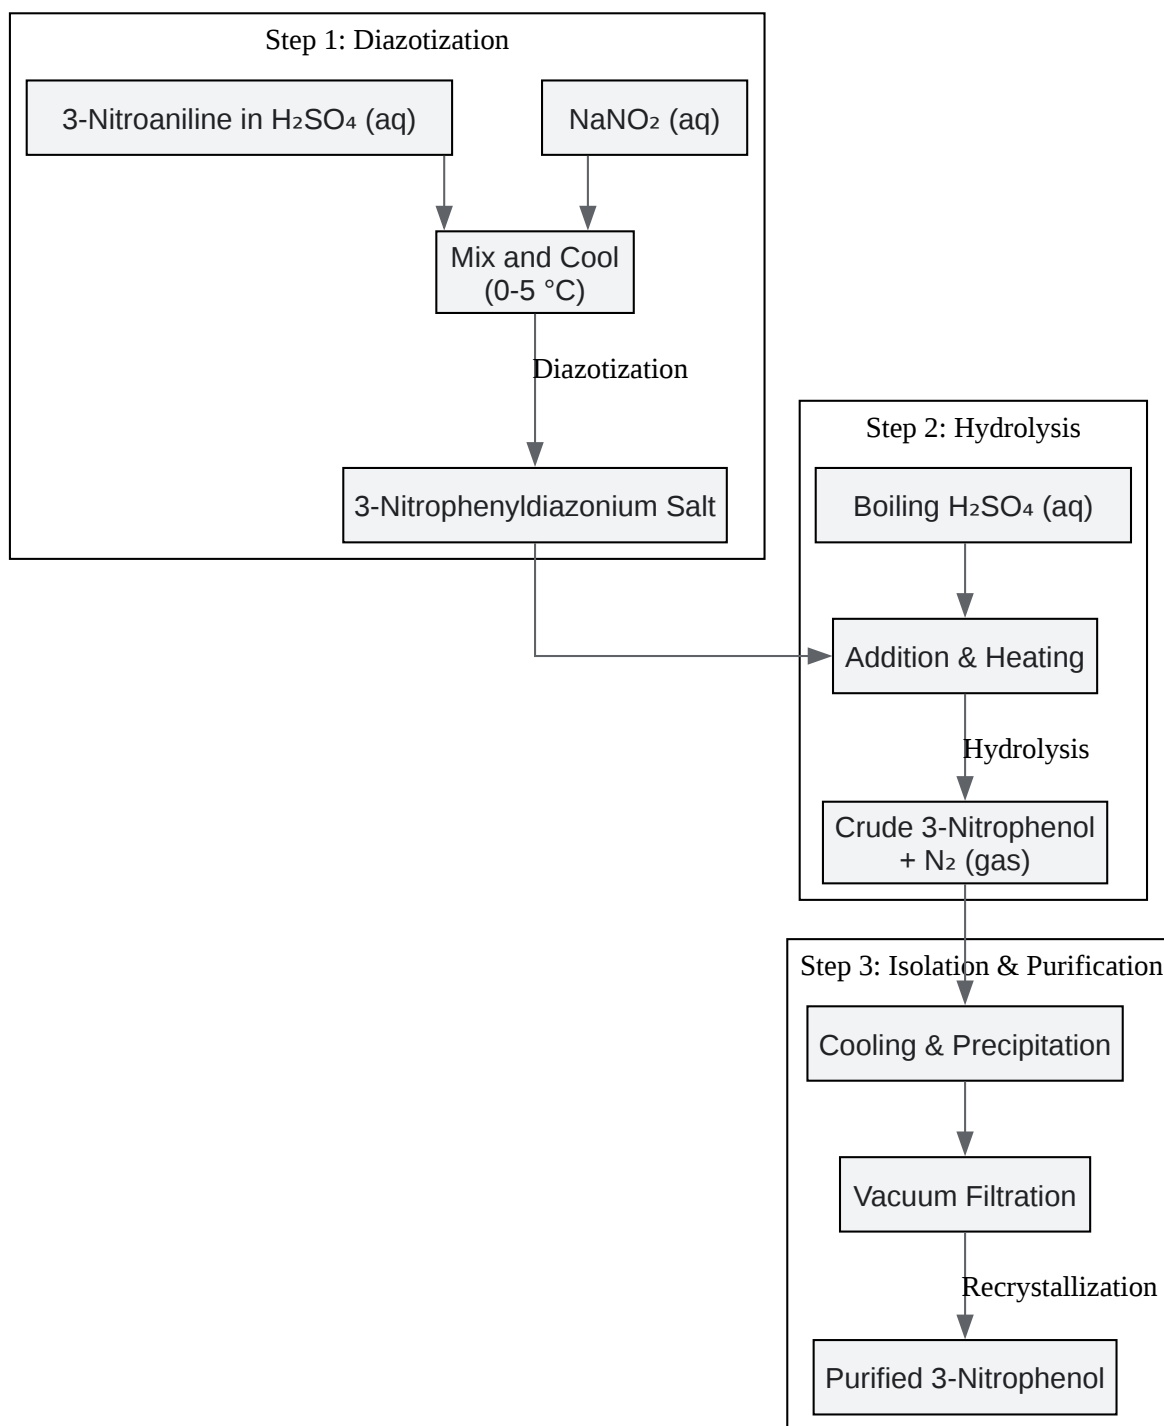 Step 1: Diazotization
3-Nitroaniline in H₂SO₄ (aq)
NaNO₂ (aq)
Mix and Cool
(0-5 °C)
Diazotization
3-Nitrophenyldiazonium Salt
Step 2: Hydrolysis
Boiling H₂SO₄ (aq)
Addition & Heating
Hydrolysis
Crude 3-Nitrophenol
+ N₂ (gas)
Step 3: Isolation & Purification
Cooling & Precipitation
Vacuum Filtration
Recrystallization
Purified 3-Nitrophenol